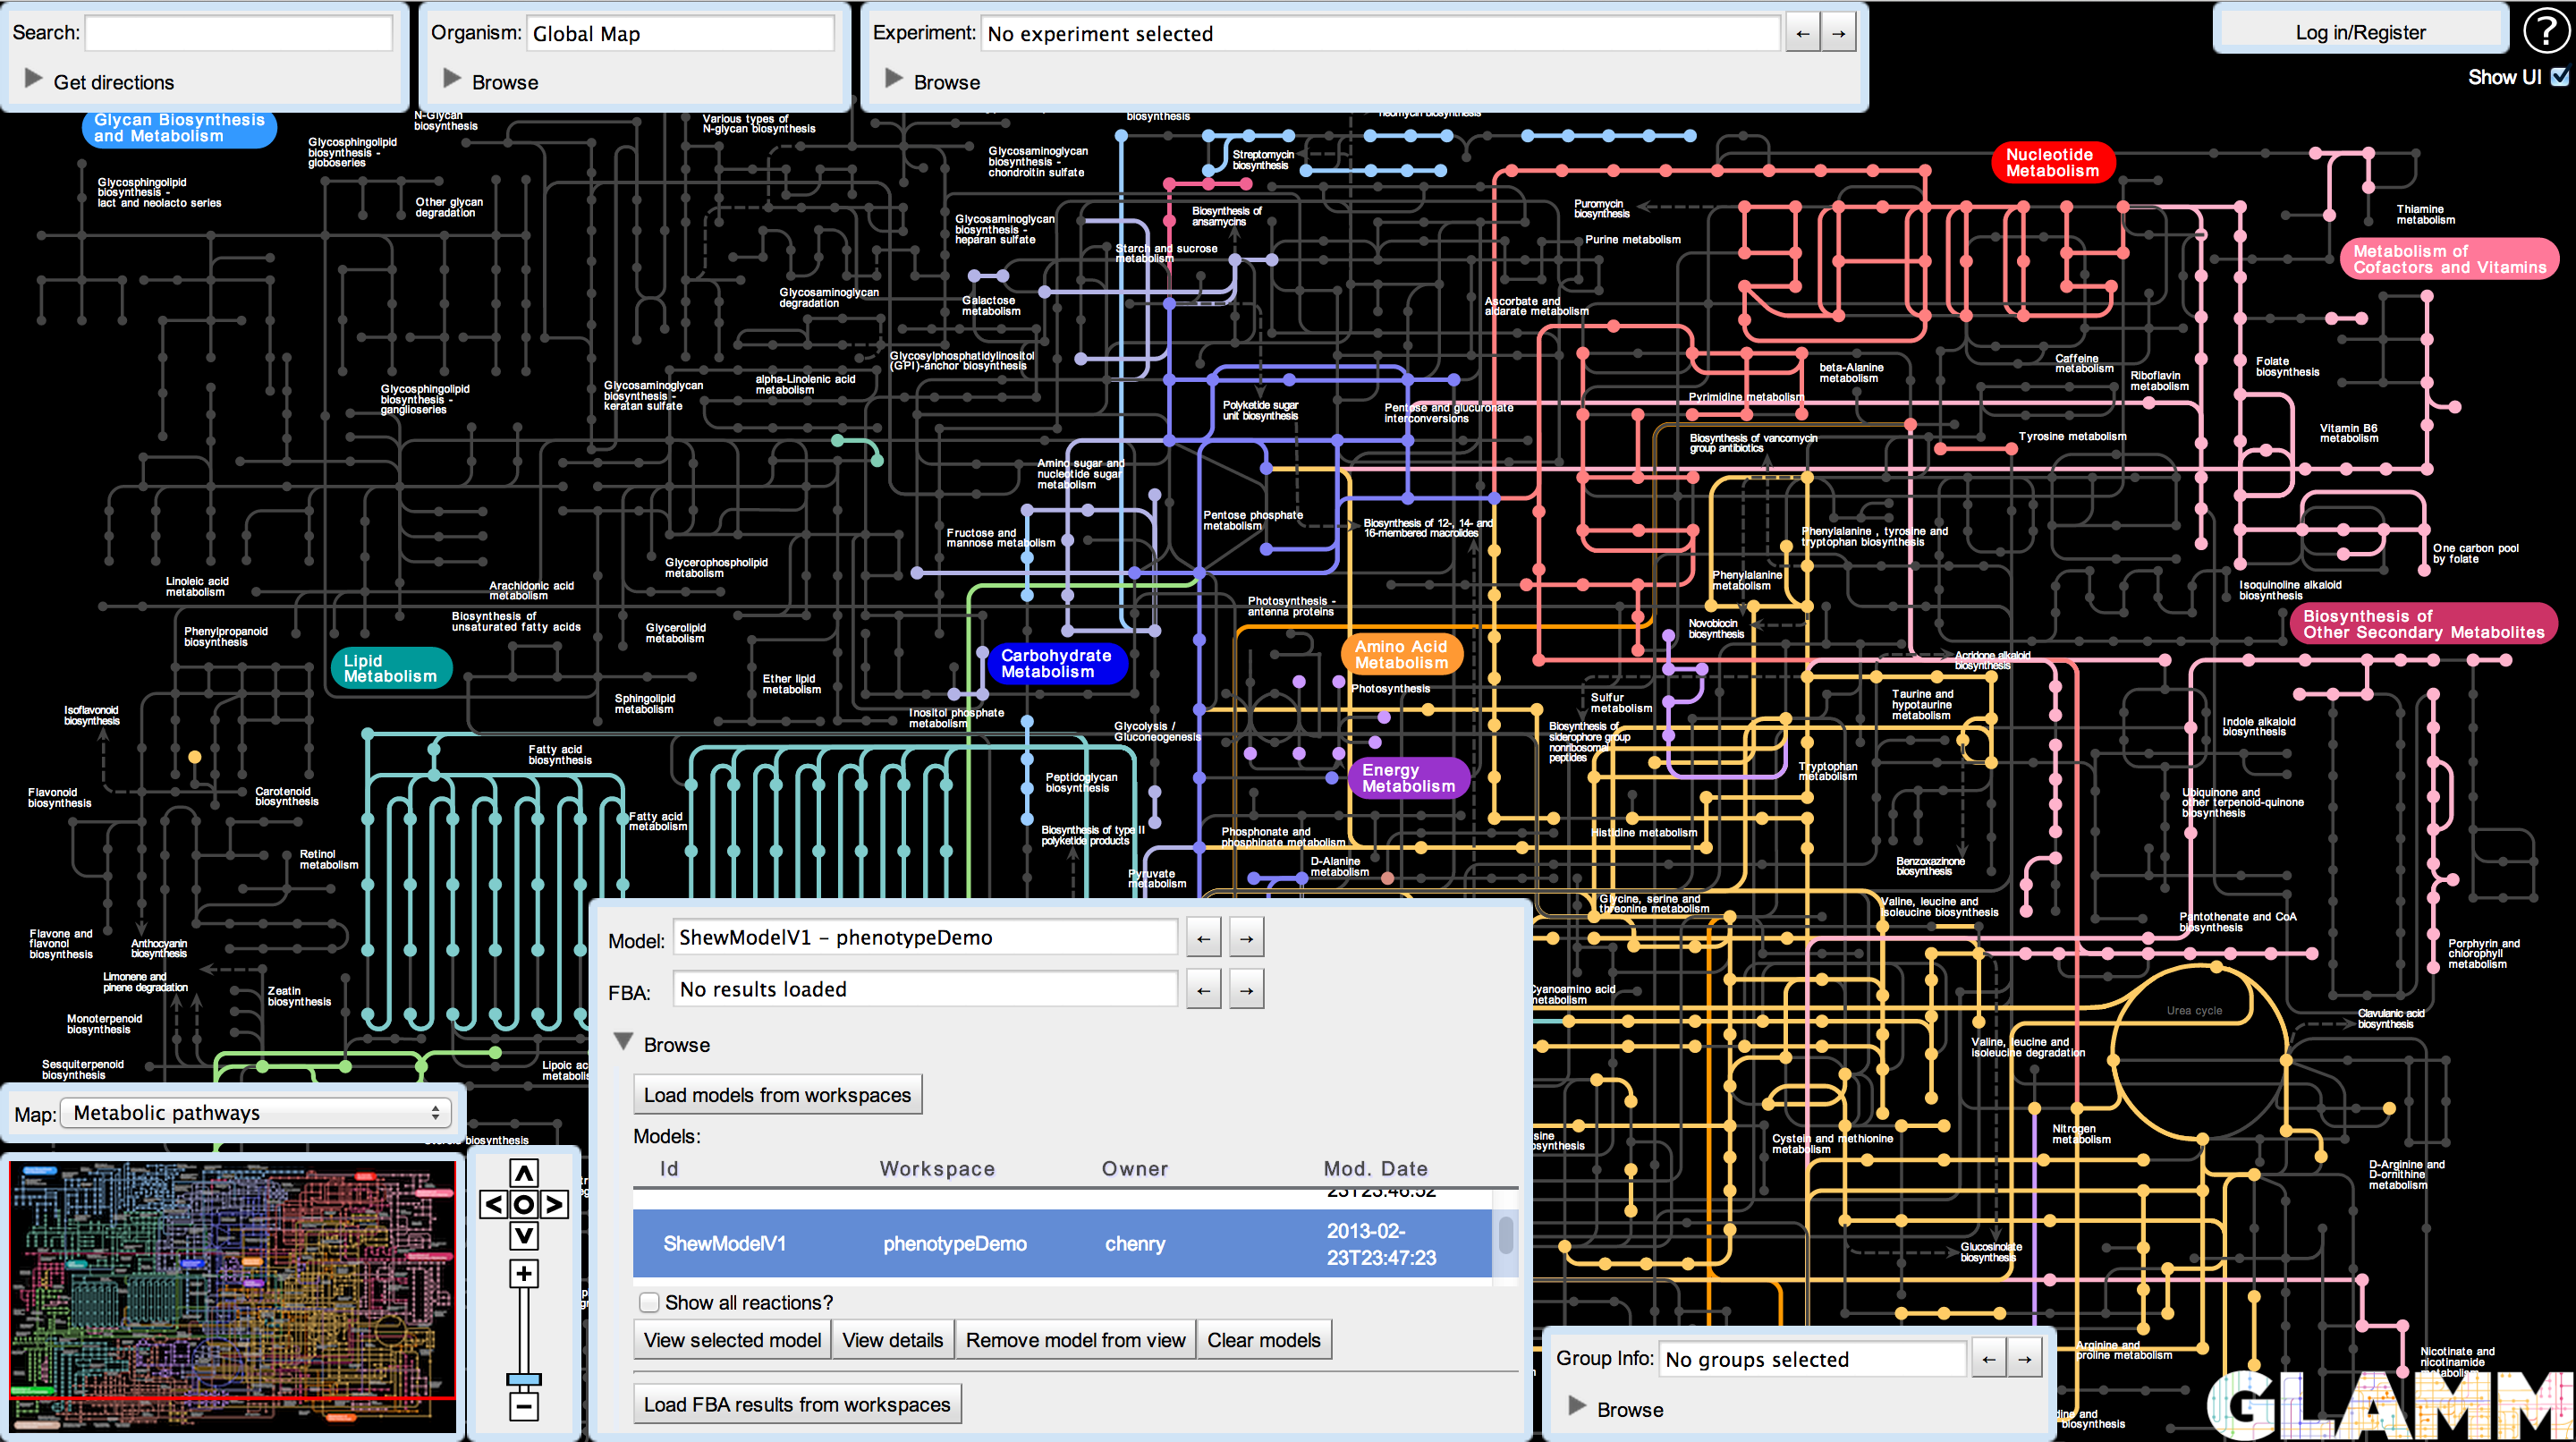 Search:
Get directions
Organism: Global Map
Browse
Experiment: No experiment selected
← →
Browse
Log in/Register
?
Show UI
Glycan Biosynthesis
and Metabolism
N-Glycan
biosynthesis
Various types of
N-glycan biosynthesis
biosynthesis
Glycosphingolipid
biosynthesis -
globoseries
Glycosaminoglycan
biosynthesis -
chondroitin sulfate
Streptomycin
biosynthesis
Nucleotide
Metabolism
Glycosphingolipid
biosynthesis -
lact and neolacto series
Other glycan
degradation
Glycosaminoglycan
biosynthesis -
heparan sulfate
Biosynthesis of
ansamycins
Puromycin
biosynthesis
Thiamine
metabolism
Starch and sucrose
metabolism
Purine metabolism
Metabolism of
Cofactors and Vitamins
Glycosaminoglycan
degradation
Galactose
metabolism
Ascorbate and
aldarate metabolism
Glycosylphosphatidylinositol
(GPI)-anchor biosynthesis
Glycosphingolipid
biosynthesis -
ganglioseries
Glycosaminoglycan
biosynthesis -
keratan sulfate
alpha-Linolenic acid
metabolism
beta-Alanine
metabolism
Caffeine
metabolism
Riboflavin
metabolism
Folate
biosynthesis
Polyketide sugar
unit biosynthesis
Pentose and glucuronate
interconversions
Pyrimidine metabolism
Biosynthesis of vancomycin
group antibiotics
Tyrosine metabolism
Vitamin B6
metabolism
Amino sugar and
nucleotide sugar
metabolism
Pentose phosphate
metabolism
Biosynthesis of 12-, 14- and
16-membered macrolides
Fructose and
mannose metabolism
Phenylalanine , tyrosine and
tryptophan biosynthesis
One carbon pool
by folate
Linoleic acid
metabolism
Arachidonic acid
metabolism
Glycerophospholipid
metabolism
Phenylalanine
metabolism
Isoquinoline alkaloid
biosynthesis
Biosynthesis of
unsaturated fatty acids
Photosynthesis -
antenna proteins
Phenylpropanoid
biosynthesis
Glycerolipid
metabolism
Novobiocin
biosynthesis
Biosynthesis of
Other Secondary Metabolites
Lipid
Metabolism
Carbohydrate
Metabolism
Amino Acid
Metabolism
Acridone alkaloid
biosynthesis
Ether lipid
metabolism
Photosynthesis
Sphingolipid
metabolism
Sulfur
metabolism
Taurine and
hypotaurine
metabolism
Isoflavonoid
biosynthesis
Inositol phosphate
metabolism
Glycolysis /
Gluconeogenesis
Biosynthesis of
siderophore group
nonribosomal
peptides
Indole alkaloid
biosynthesis
Fatty acid
biosynthesis
Energy
Metabolism
Tryptophan
metabolism
Flavonoid
biosynthesis
Carotenoid
biosynthesis
Peptidoglycan
biosynthesis
Ubiquinone and
other terpenoid-quinone
biosynthesis
Fatty acid
metabolism
Biosynthesis of type II
polyketide products
Phosphonate and
phosphinate metabolism
Histidine metabolism
Retinol
metabolism
Pyruvate
metabolism
D-Alanine
metabolism
Benzoxazinone
biosynthesis
Glycine, serine and
threonine metabolism
Valine, leucine and
isoleucine biosynthesis
Pantothenate and CoA
biosynthesis
Flavone and
flavonol
biosynthesis
Anthocyanin
biosynthesis
Porphyrin and
chlorophyll
metabolism
Limonene and
pinene degradation
Zeatin
biosynthesis
Cyanoamino acid
metabolism
Urea cycle
Clavulanic acid
biosynthesis
Monoterpenoid
biosynthesis
Valine, leucine and
isoleucine degradation
Sesquiterpenoid
biosynthesis
Lipoic
Nitrogen
metabolism
Cystein and methionine
metabolism
D-Arginine and
D-ornithine
metabolism
Glucosinolate
biosynthesis
Arginine and
proline metabolism
Nicotinate and
nicotinamide
metabolism
biosynthesis
Map: Metabolic pathways
biosynthesis
Model: ShewModelV1 – phenotypeDemo
← →
FBA: No results loaded
← →
Browse
Load models from workspaces
Models:
Id Workspace Owner Mod. Date
23T23:46:52
ShewModelV1 phenotypeDemo chenry 2013-02-
23T23:47:23
Show all reactions?
View selected model View details Remove model from view Clear models
Load FBA results from workspaces
Group Info: No groups selected
← →
Browse
GLAMM